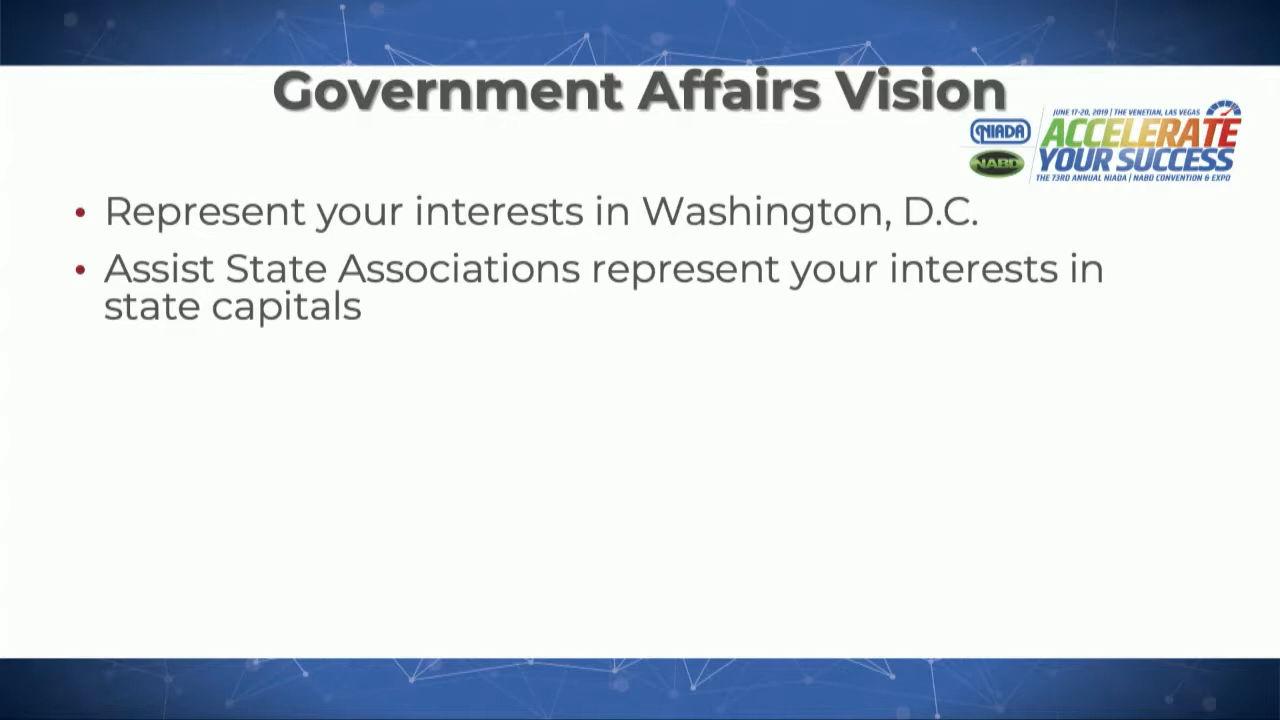 Government Affairs Vision
JUNE 17-20, 2019 | THE VENETIAN, LAS VEGAS
NIADA
ACCELERATE
NABD
YOUR SUCCESS
THE 73RD ANNUAL NIADA | NABD CONVENTION & EXPO
• Represent your interests in Washington, D.C.
• Assist State Associations represent your interests in
state capitals